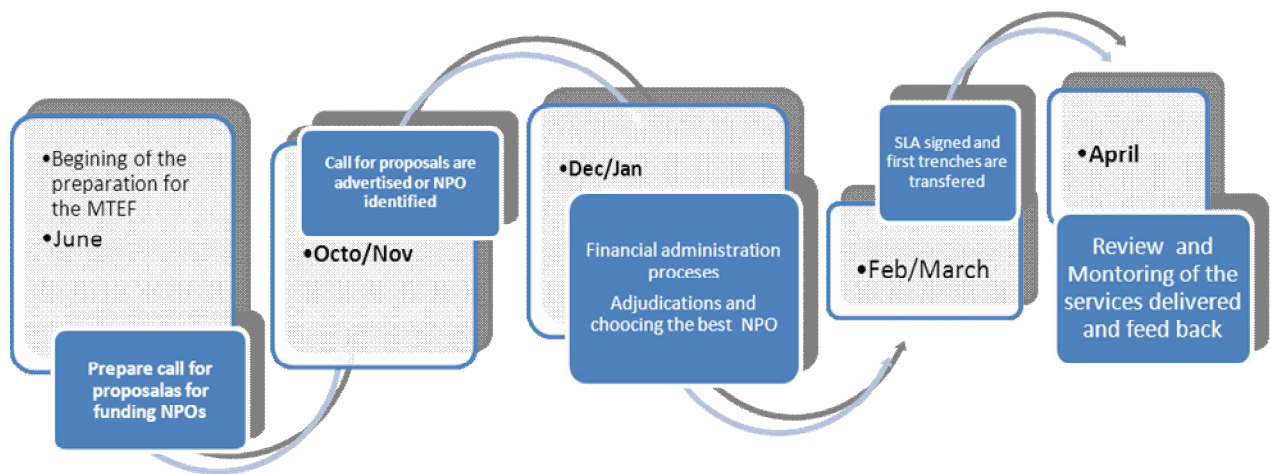 •Begining of the
preparation for
the MTEF
•June
Prepare call for
proposalas for
funding NPOs
Call for proposals are
advertised or NPO
identified
•Octo/Nov
•Dec/Jan
Financial administration
proceses
Adjudications and
choocing the best NPO
SLA signed and
first trenches are
transfered
•Feb/March
•April
Review and
Montoring of the
services delivered
and feed back